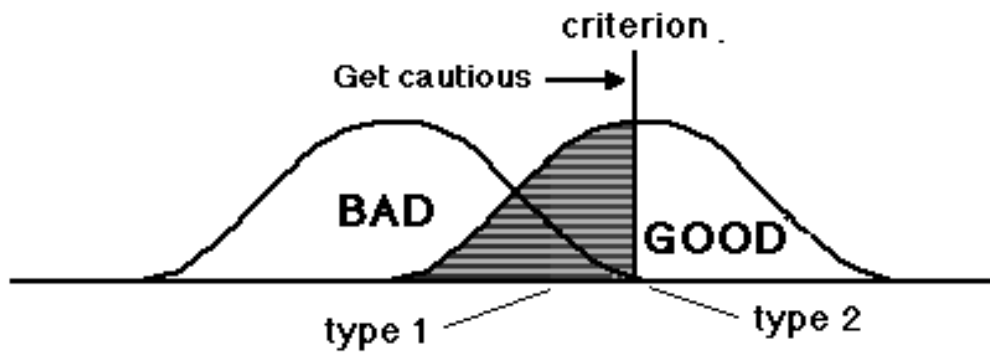 criterion
Get cautious
BAD
GOOD
type 1
type 2